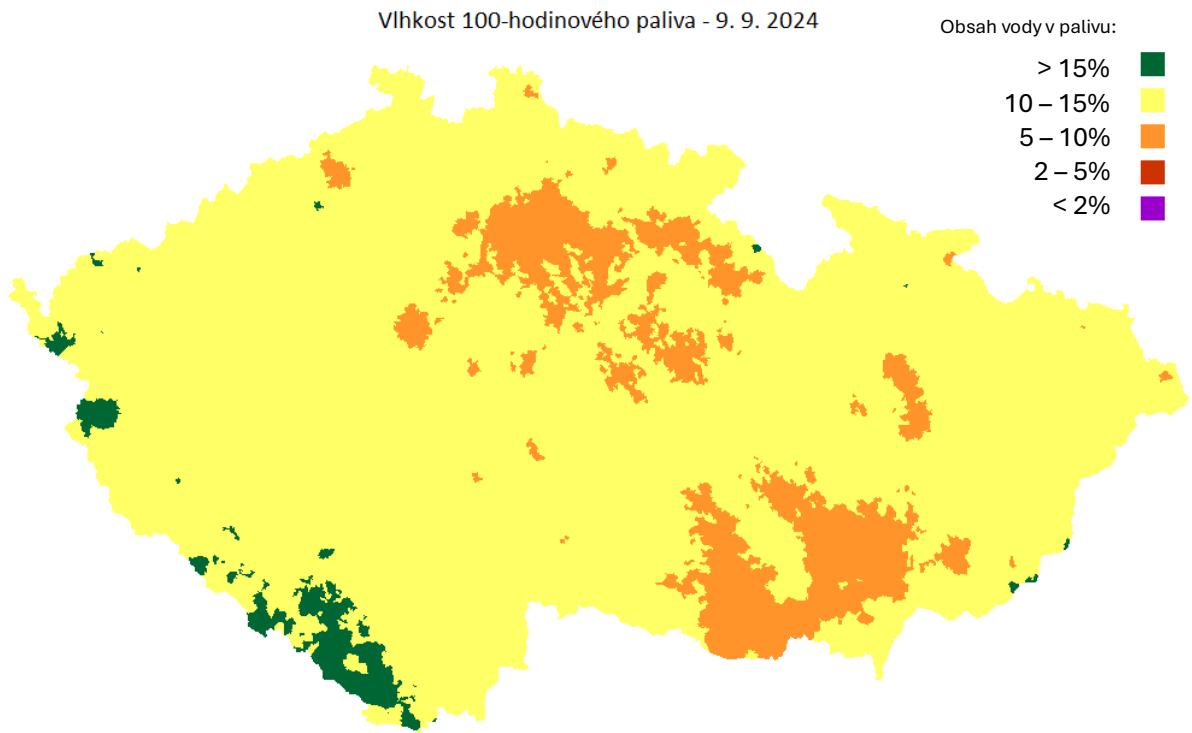 Vlhkost 100-hodinového paliva - 9. 9. 2024
Obsah vody v palivu:
> 15%
10 – 15%
5 – 10%
2 – 5%
< 2%